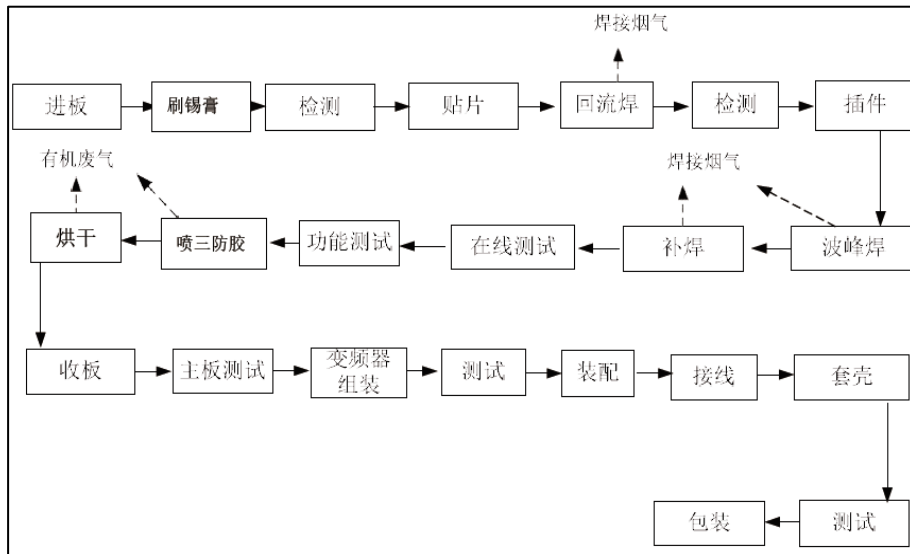 焊接烟气
进板
刷锡膏
检测
贴片
回流焊
检测
插件
有机废气
焊接烟气
烘干
喷三防胶
功能测试
在线测试
补焊
波峰焊
收板
主板测试
变频器
组装
测试
装配
接线
套壳
包装
测试